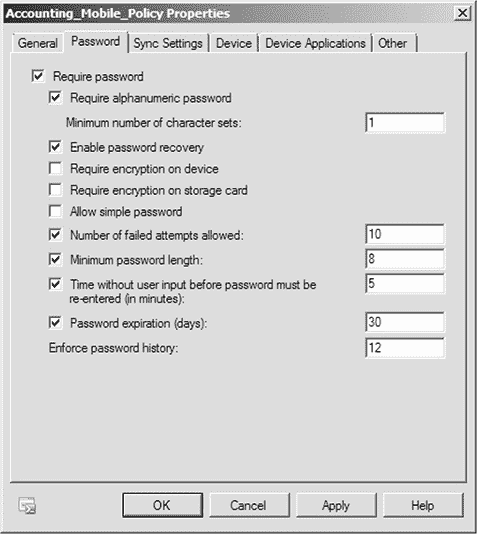 Accounting_Mobile_Policy Properties
General Password Sync Settings Device Device Applications Other
Require password
Require alphanumeric password
Minimum number of character sets: 1
Enable password recovery
Require encryption on device
Require encryption on storage card
Allow simple password
Number of failed attempts allowed: 10
Minimum password length: 8
Time without user input before password must be 5
re-entered (in minutes):
Password expiration (days): 30
Enforce password history: 12
OK Cancel Apply Help